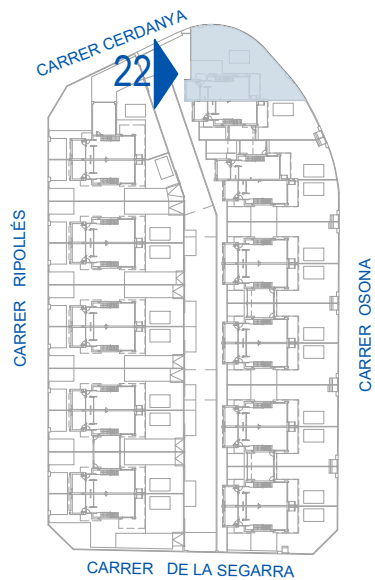 CARRER CERDANYA
22
CARRER RIPOLLÉS
CARRER OSONA
CARRER DE LA SEGARRA